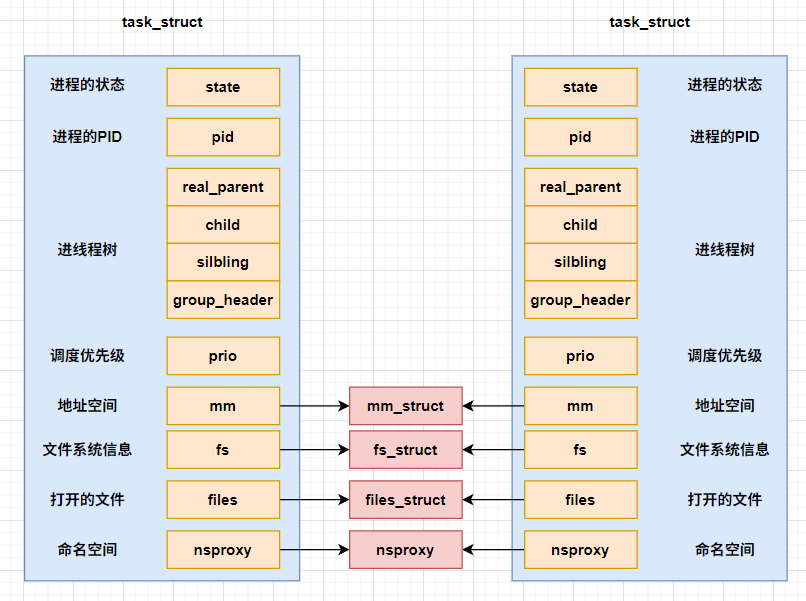 task_struct task_struct
进程的状态 state state 进程的状态
进程的PID pid pid 进程的PID
real_parent real_parent
child child
进线程树 进线程树
silbling silbling
group_header group_header
调度优先级 prio prio 调度优先级
地址空间 mm mm_struct mm 地址空间
文件系统信息 fs fs_struct fs 文件系统信息
打开的文件 files files_struct files 打开的文件
命名空间 nsproxy nsproxy nsproxy 命名空间